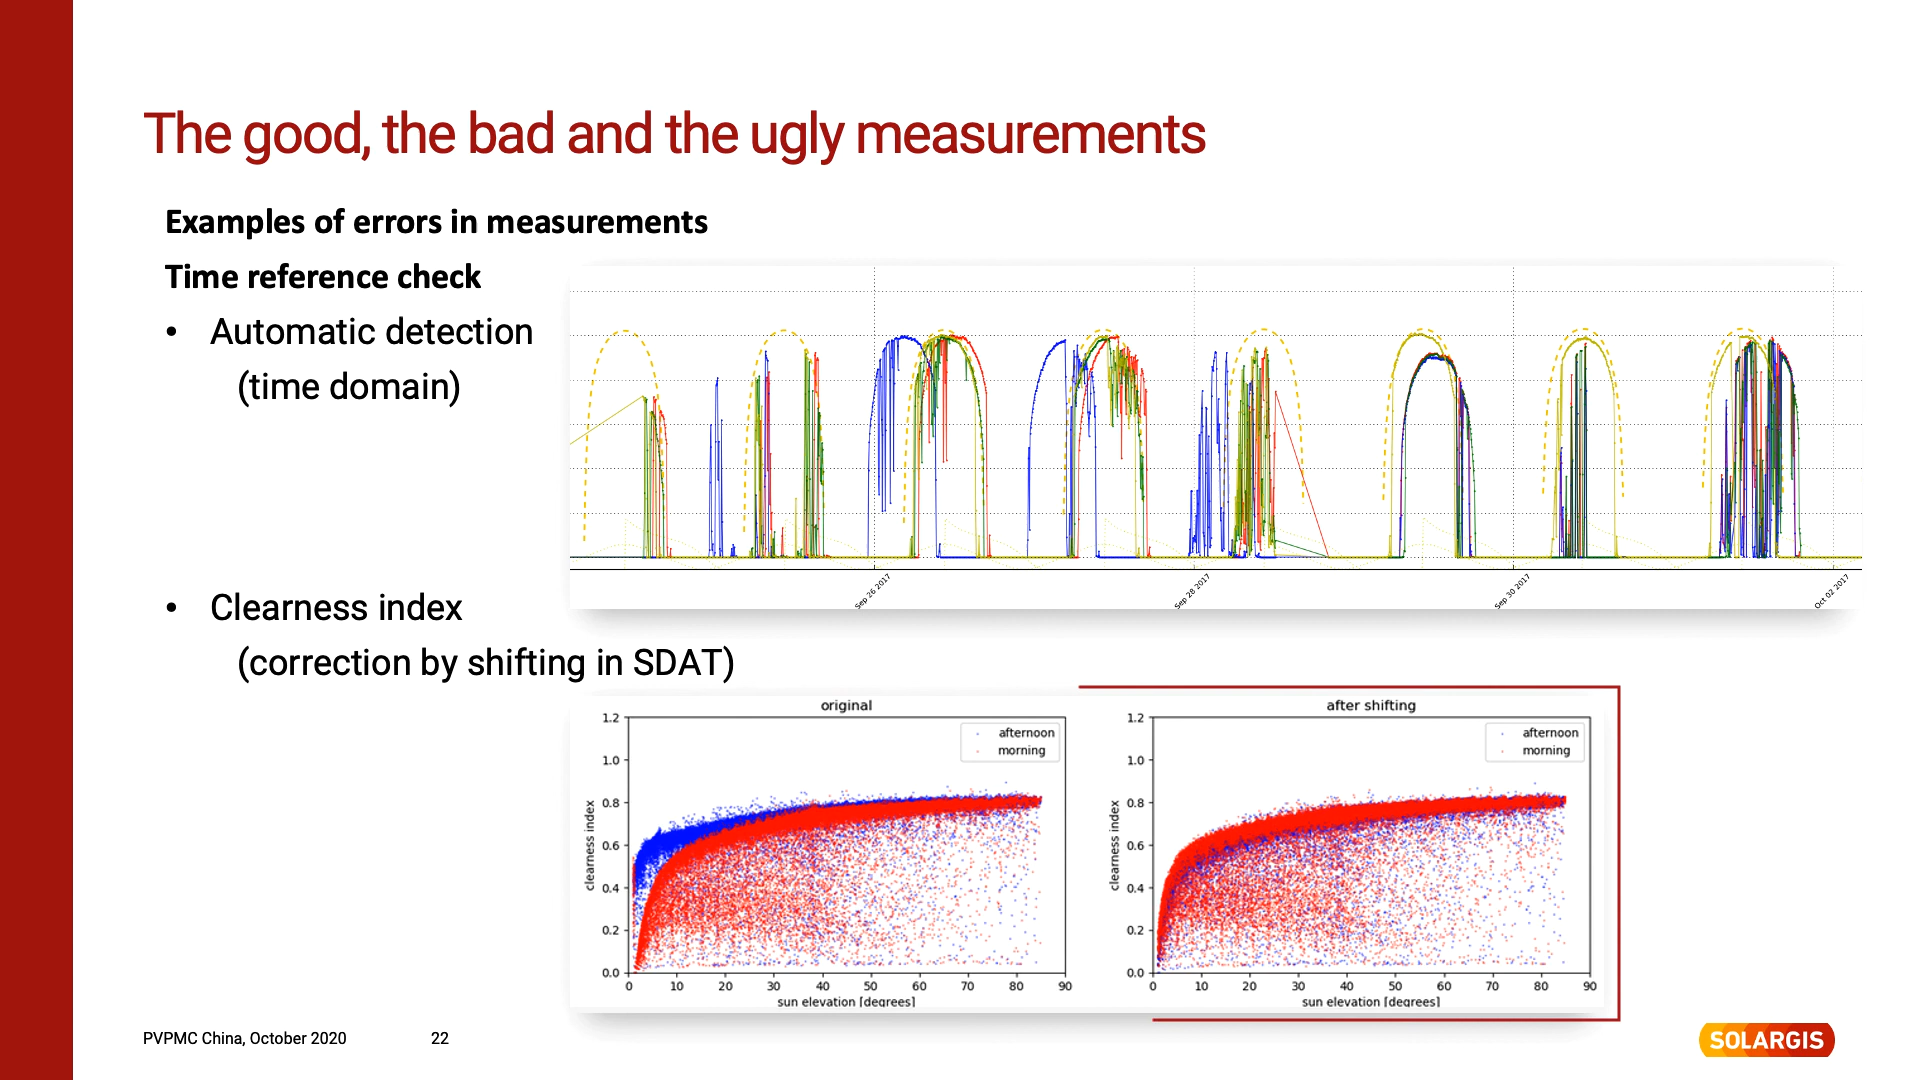 The good, the bad and the ugly measurements
Examples of errors in measurements
Time reference check
• Automatic detection
(time domain)
Sep 26 2017
Sep 28 2017
Sep 30 2017
Oct 02 2017
• Clearness index
(correction by shifting in SDAT)
original
1.2
1.0
0.8
0.6
0.4
0.2
0.0
clearness index
afternoon
morning
0 10 20 30 40 50 60 70 80 90
sun elevation [degrees]
after shifting
1.2
1.0
0.8
0.6
0.4
0.2
0.0
clearness index
afternoon
morning
0 10 20 30 40 50 60 70 80 90
sun elevation [degrees]
PVPMC China, October 2020 22
SOLARGIS